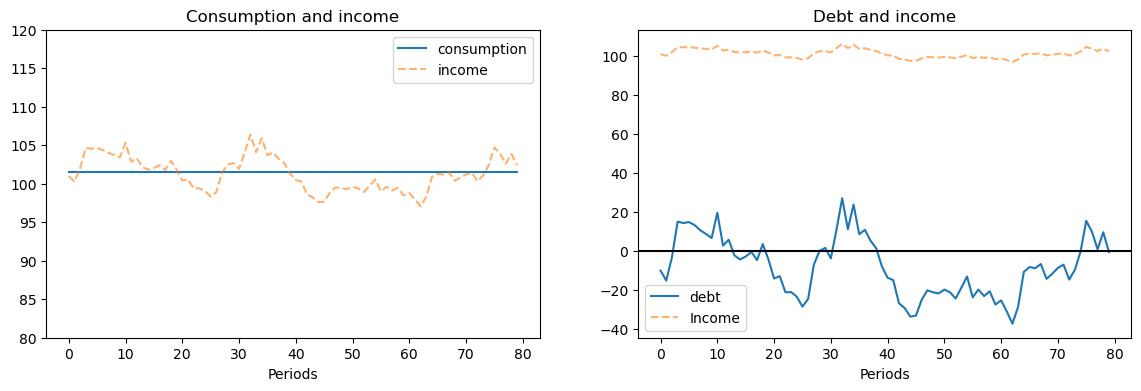 Consumption and income
120
115
110
105
100
95
90
85
80
0 10 20 30 40 50 60 70 80
Periods
consumption
income
Debt and income
100
80
60
40
20
0
−20
−40
0 10 20 30 40 50 60 70 80
Periods
debt
Income